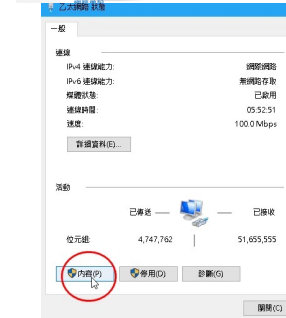 乙太網路 狀態
一般
連線
IPv4 連線能力: 網際網路
IPv6 連線能力: 無網路存取
媒體狀態: 已啟用
連線時間: 05:52:51
速度: 100.0 Mbps
詳細資料(E)...
活動
已傳送 — — 已接收
位元組: 4,747,762 | 51,655,555
內容(P) 停用(D) 診斷(G)
關閉(C)